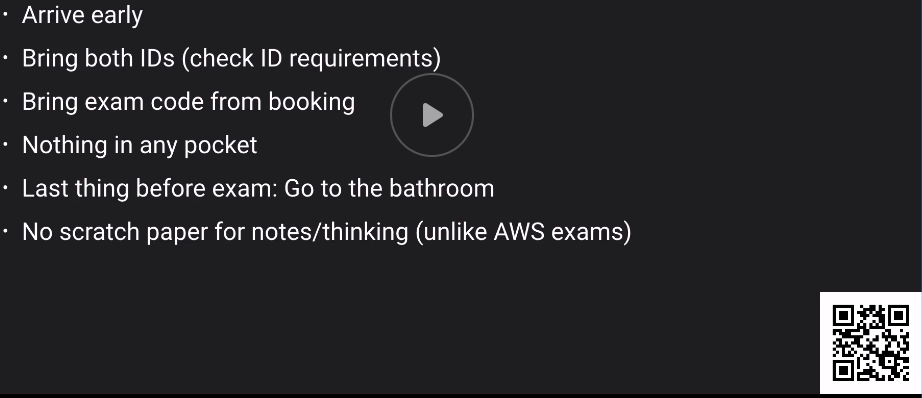 · Arrive early
· Bring both IDs (check ID requirements)
· Bring exam code from booking
· Nothing in any pocket
· Last thing before exam: Go to the bathroom
· No scratch paper for notes/thinking (unlike AWS exams)